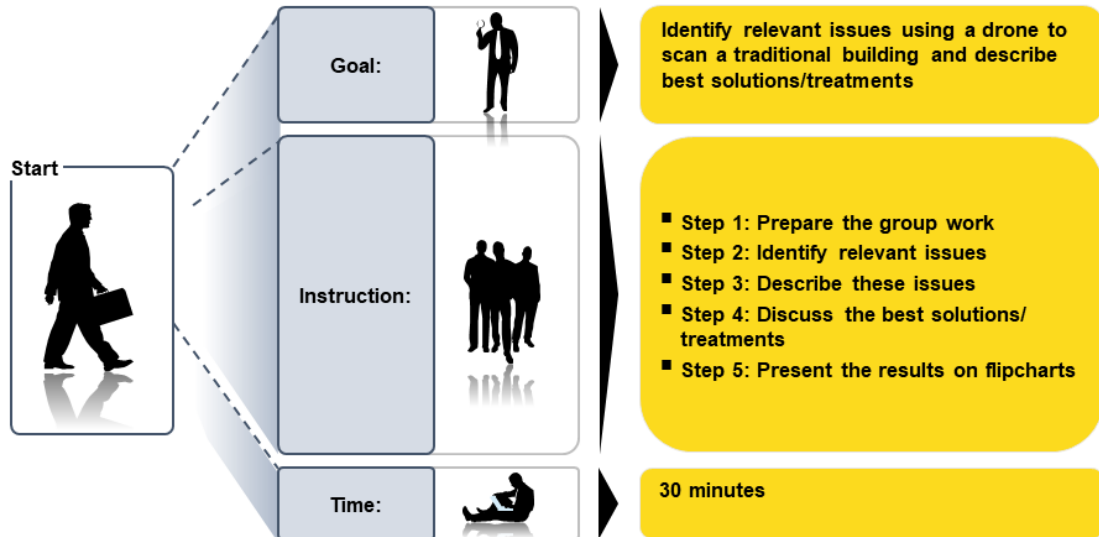 Start
Goal:
Identify relevant issues using a drone to
scan a traditional building and describe
best solutions/treatments
Instruction:
▪ Step 1: Prepare the group work
▪ Step 2: Identify relevant issues
▪ Step 3: Describe these issues
▪ Step 4: Discuss the best solutions/
treatments
▪ Step 5: Present the results on flipcharts
Time:
30 minutes